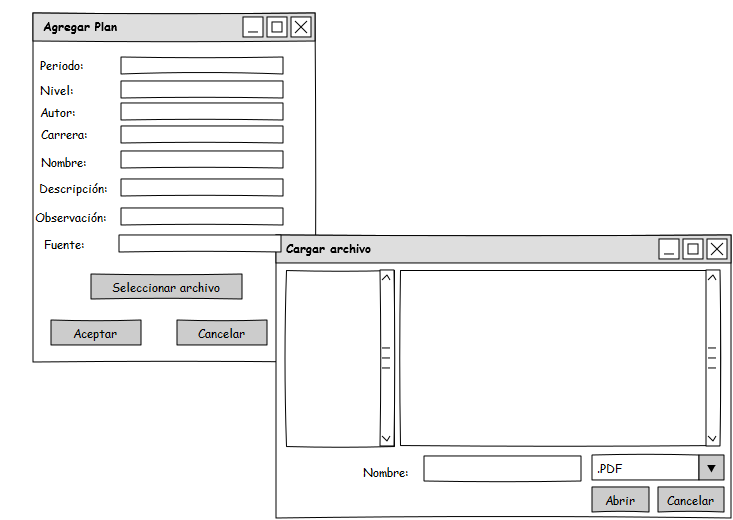 Agregar Plan
Periodo:
Nivel:
Autor:
Carrera:
Nombre:
Descripción:
Observación:
Fuente:
Seleccionar archivo
Aceptar
Cancelar
Cargar archivo
Nombre:
.PDF
Abrir
Cancelar